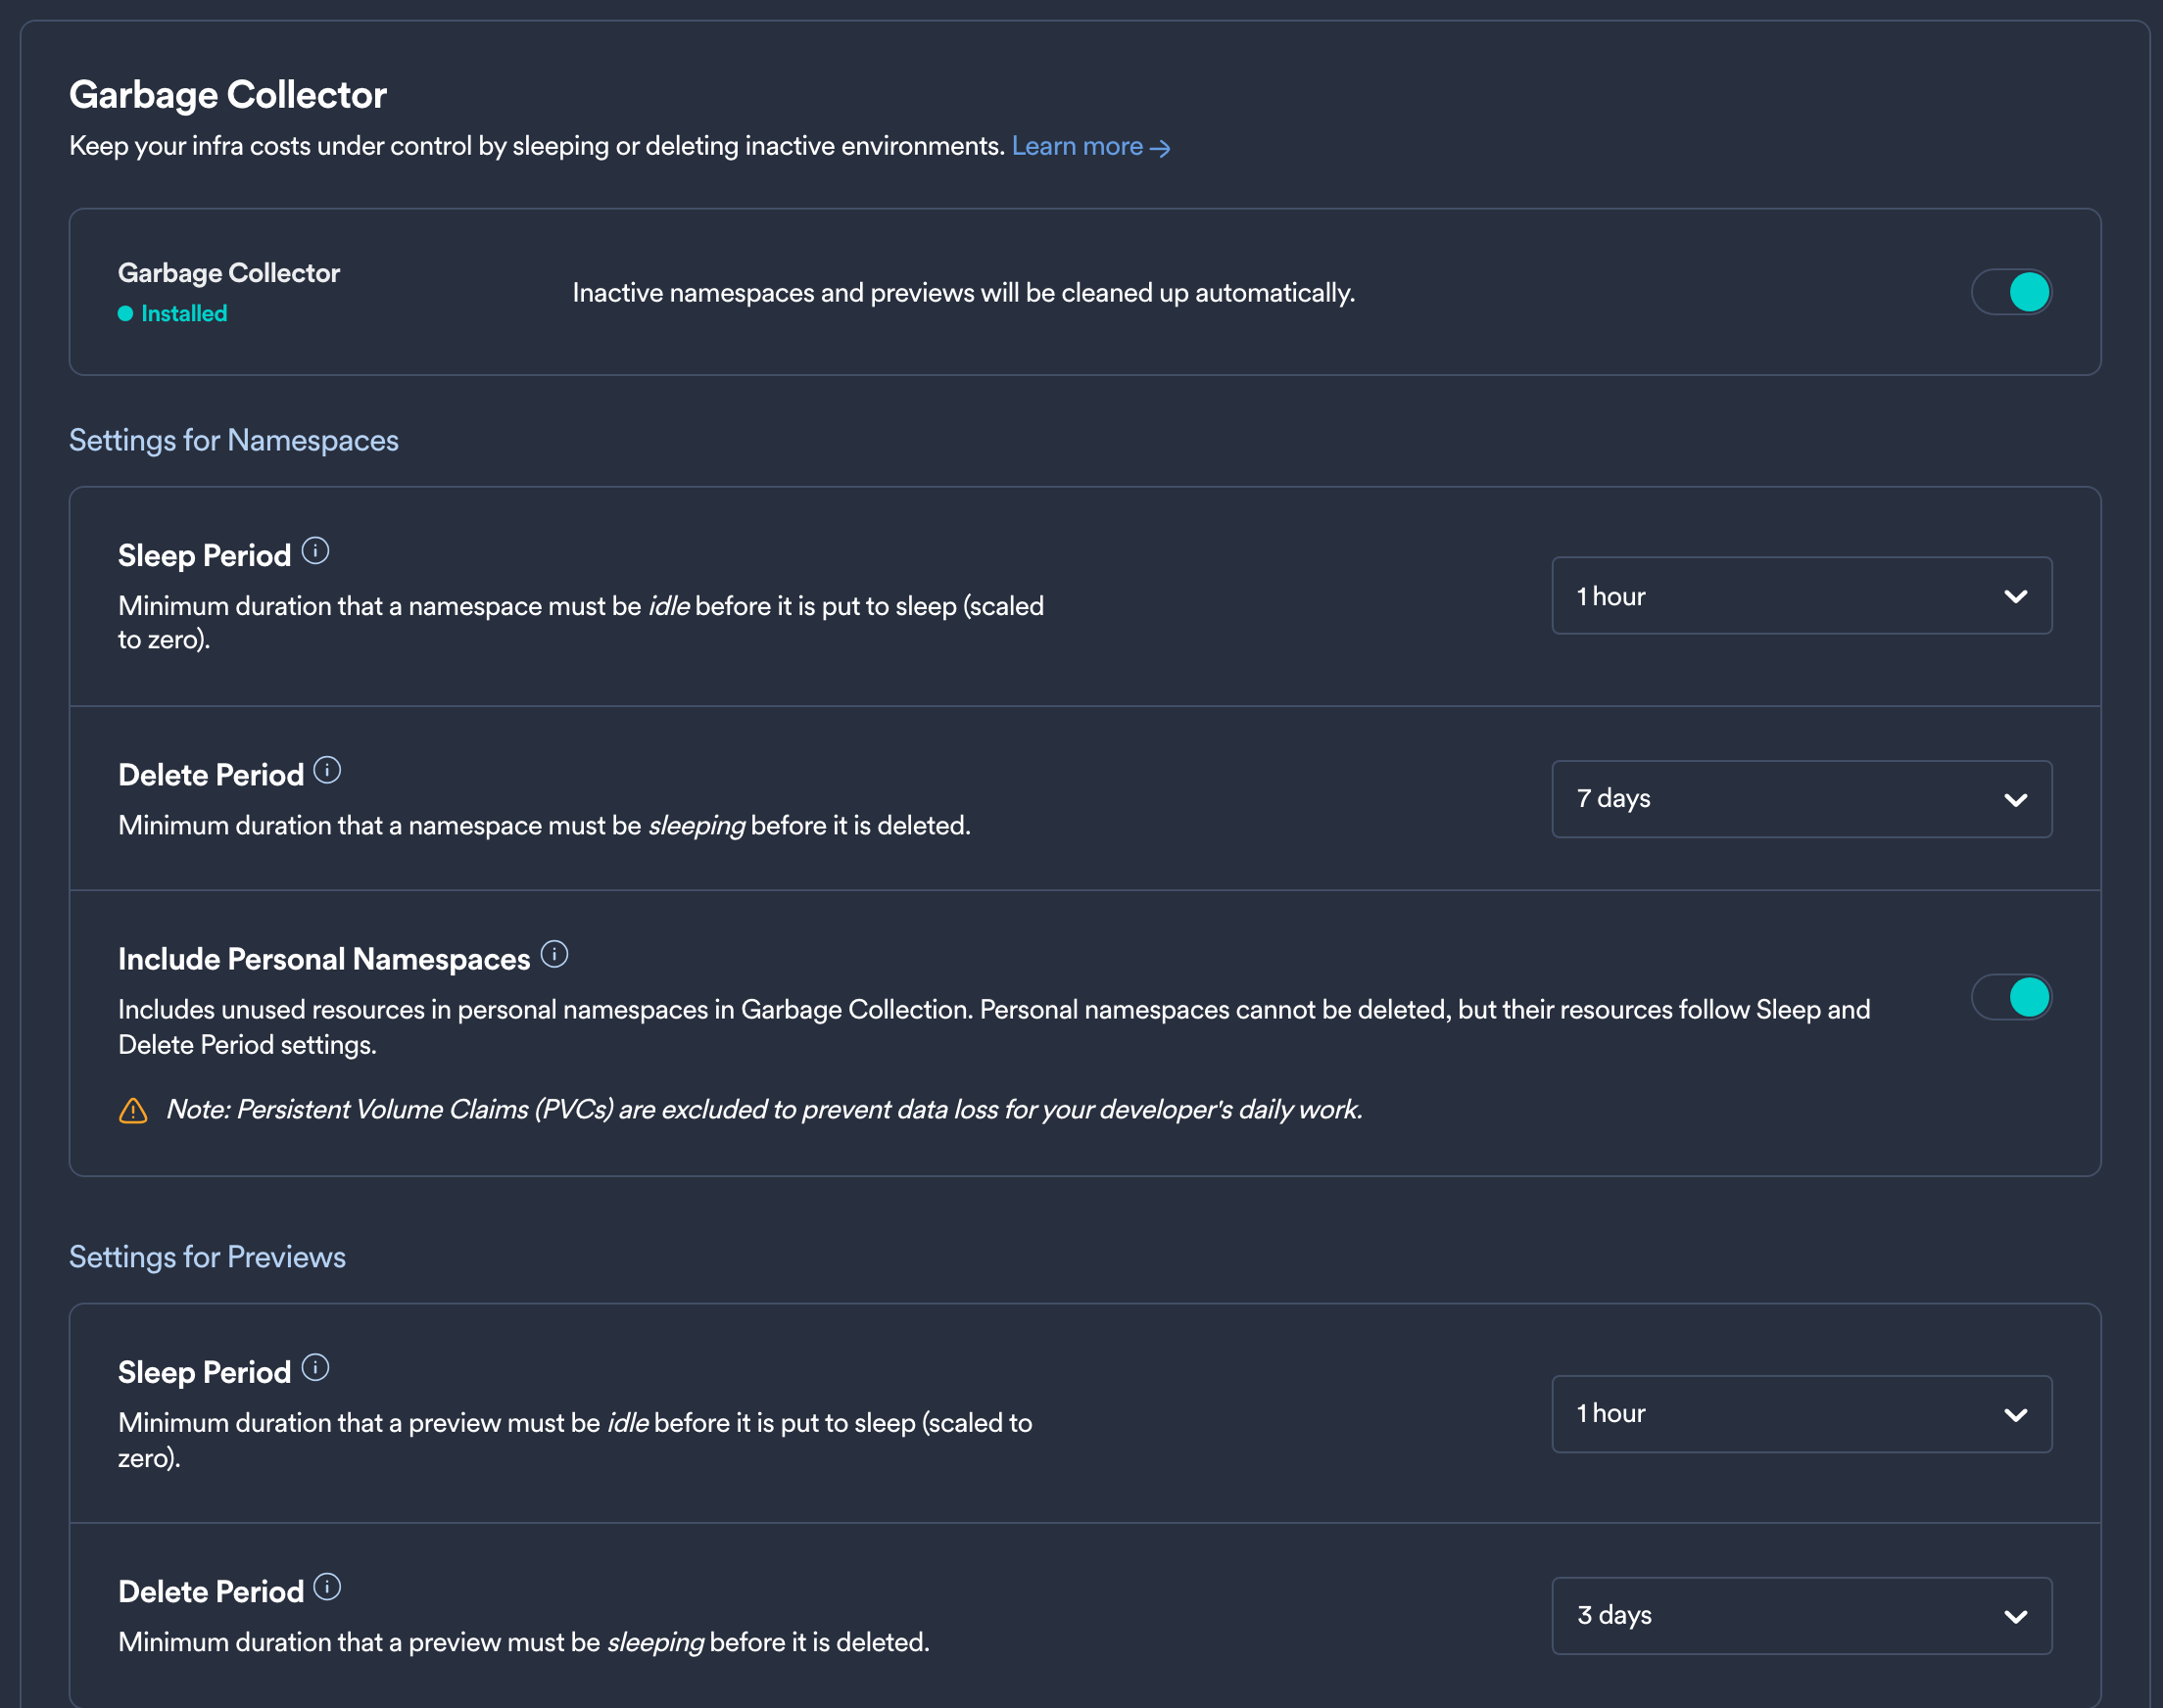 Garbage Collector
Keep your infra costs under control by sleeping or deleting inactive environments. Learn more →
Garbage Collector
Installed
Inactive namespaces and previews will be cleaned up automatically.
Settings for Namespaces
Sleep Period
Minimum duration that a namespace must be idle before it is put to sleep (scaled
to zero).
1 hour
Delete Period
Minimum duration that a namespace must be sleeping before it is deleted.
7 days
Include Personal Namespaces
Includes unused resources in personal namespaces in Garbage Collection. Personal namespaces cannot be deleted, but their resources follow Sleep and
Delete Period settings.
Note: Persistent Volume Claims (PVCs) are excluded to prevent data loss for your developer's daily work.
Settings for Previews
Sleep Period
Minimum duration that a preview must be idle before it is put to sleep (scaled to
zero).
1 hour
Delete Period
Minimum duration that a preview must be sleeping before it is deleted.
3 days